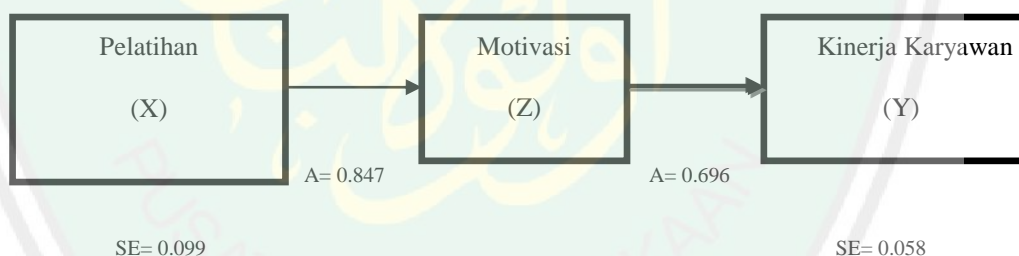 Pelatihan
(X)
Motivasi
(Z)
Kinerja Karyawan
(Y)
A= 0.847
A= 0.696
SE= 0.099
SE= 0.058